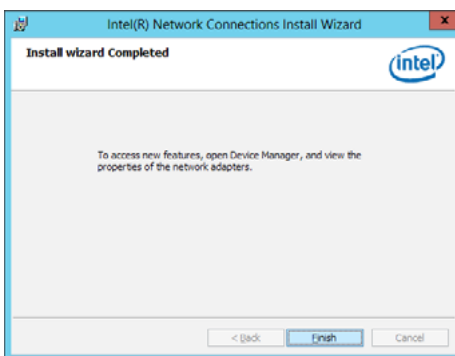 Intel(R) Network Connections Install Wizard
x
Install wizard Completed
intel
To access new features, open Device Manager, and view the
properties of the network adapters.
< Back
Finish
Cancel